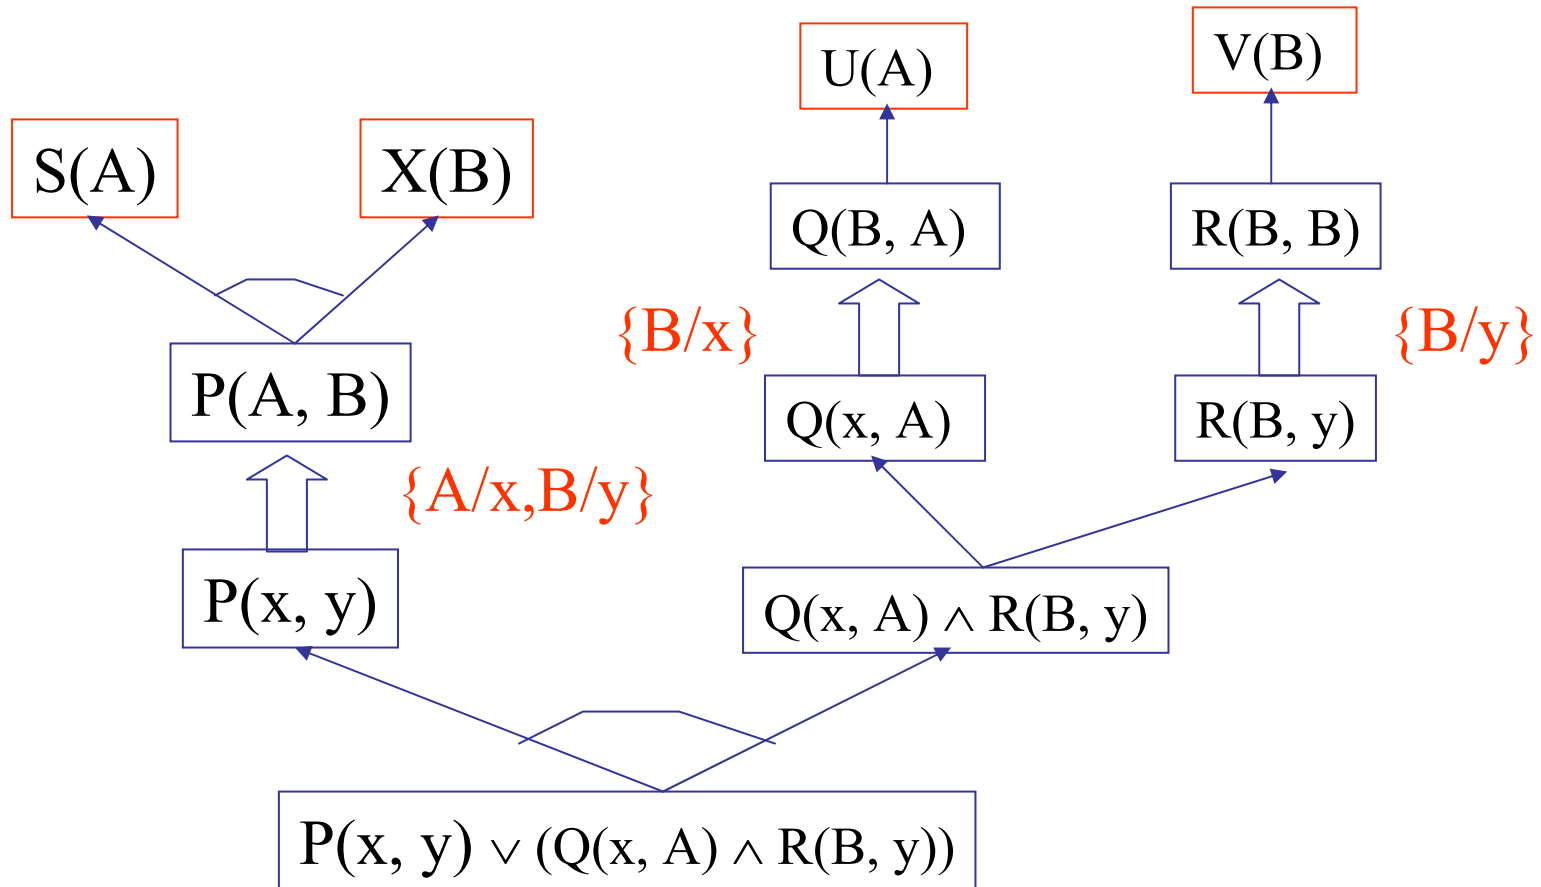 U(A)
V(B)
S(A)
X(B)
Q(B, A)
R(B, B)
{B/x}
{B/y}
P(A, B)
Q(x, A)
R(B, y)
{A/x,B/y}
P(x, y)
Q(x, A) ∧ R(B, y)
P(x, y) ∨ (Q(x, A) ∧ R(B, y))